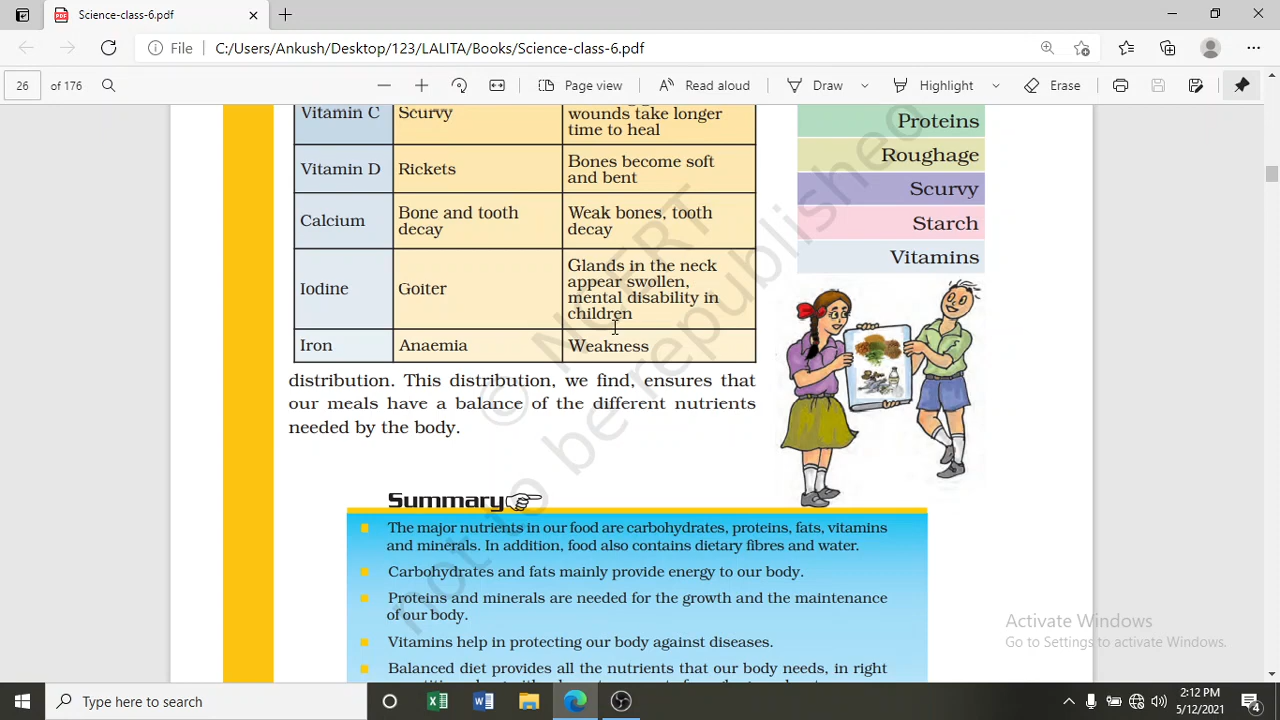 Science-class-6.pdf
File
C:/Users/Ankush/Desktop/123/LALITA/Books/Science-class-6.pdf
26 of 176
Page view
Read aloud
Draw
Highlight
Erase
Vitamin C Scurvy wounds take longer
time to heal
Vitamin D Rickets Bones become soft
and bent
Calcium Bone and tooth Weak bones, tooth
decay decay
Iodine Goiter Glands in the neck
appear swollen,
mental disability in
children
Iron Anaemia Weakness
distribution. This distribution, we find, ensures that
our meals have a balance of the different nutrients
needed by the body.
Proteins
Roughage
Scurvy
Starch
Vitamins
© NCERT
not to be republished
Summary
The major nutrients in our food are carbohydrates, proteins, fats, vitamins
and minerals. In addition, food also contains dietary fibres and water.
Carbohydrates and fats mainly provide energy to our body.
Proteins and minerals are needed for the growth and the maintenance
of our body.
Vitamins help in protecting our body against diseases.
Balanced diet provides all the nutrients that our body needs, in right
Activate Windows
Go to Settings to activate Windows.
Type here to search
ENG
2:12 PM
5/12/2021
4